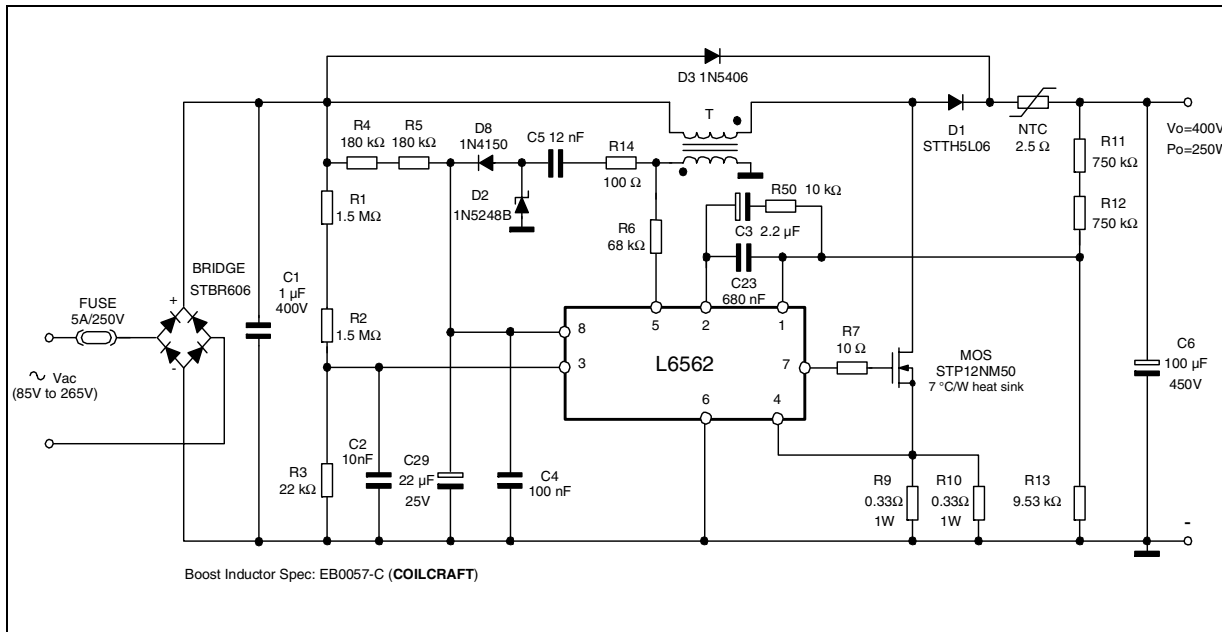 D3 1N5406
T
D1
STTH5L06
NTC
2.5 Ω
Vo=400V
Po=250W
R4
180 kΩ
R5
180 kΩ
D8
1N4150
C5 12 nF
R14
100 Ω
R11
750 kΩ
R12
750 kΩ
R1
1.5 MΩ
D2
1N5248B
R50 10 kΩ
C3 2.2 µF
R6
68 kΩ
C23
680 nF
BRIDGE
STBR606
FUSE
5A/250V
+
-
C1
1 µF
400V
R2
1.5 MΩ
5
2
1
8
3
L6562
7
6
4
R7
10 Ω
MOS
STP12NM50
7 °C/W heat sink
C6
100 µF
450V
Vac
(85V to 265V)
R3
22 kΩ
C2
10nF
C29
22 µF
25V
C4
100 nF
R9
0.33Ω
1W
R10
0.33Ω
1W
R13
9.53 kΩ
-
Boost Inductor Spec: EB0057-C (COILCRAFT)